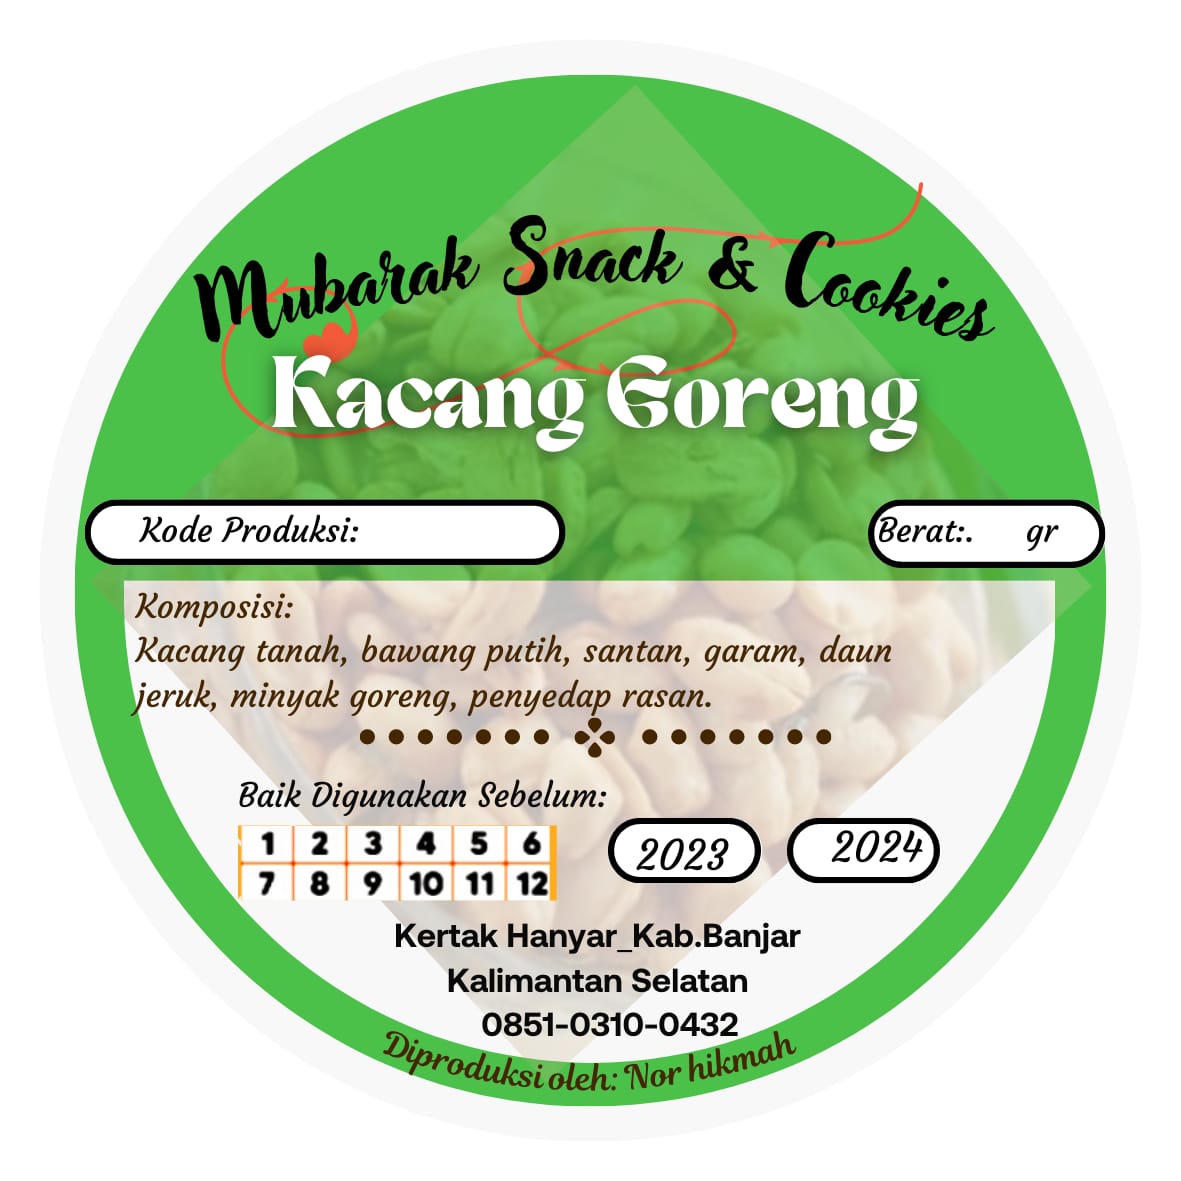 Mubarak Snack & Cookies
Kacang Goreng
Kode Produksi:
Berat:. gr
Komposisi:
Kacang tanah, bawang putih, santan, garam, daun
jeruk, minyak goreng, penyedap rasan.
Baik Digunakan Sebelum:
1 2 3 4 5 6
7 8 9 10 11 12
2023 2024
Kertak Hanyar_Kab.Banjar
Kalimantan Selatan
0851-0310-0432
Diproduksi oleh: Nor hikmah